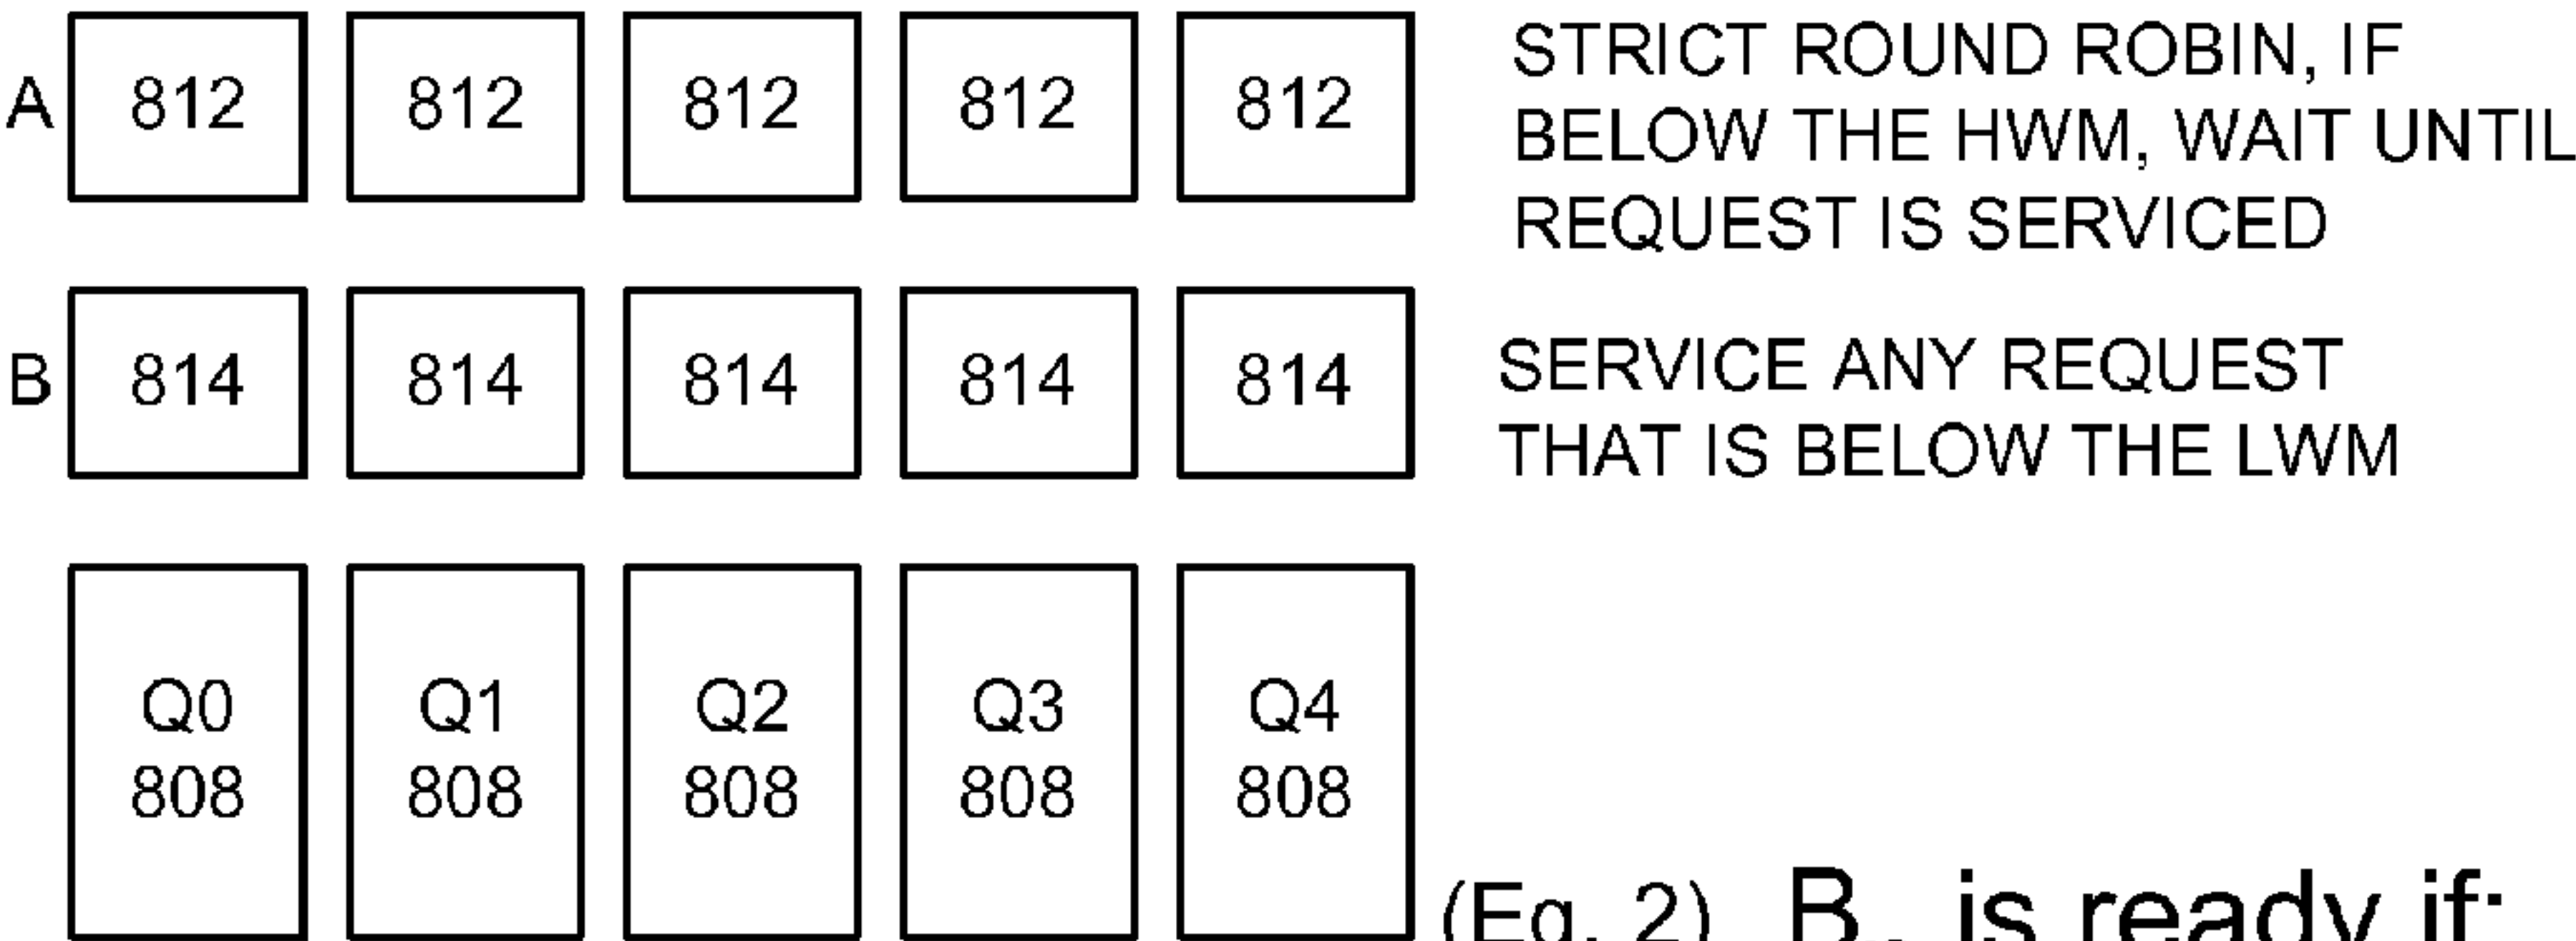 A 812 812 812 812 812
STRICT ROUND ROBIN, IF
BELOW THE HWM, WAIT UNTIL
REQUEST IS SERVICED
B 814 814 814 814 814
SERVICE ANY REQUEST
THAT IS BELOW THE LWM
Q0 Q1 Q2 Q3 Q4
808 808 808 808 808
(Eq. 2) B is ready if